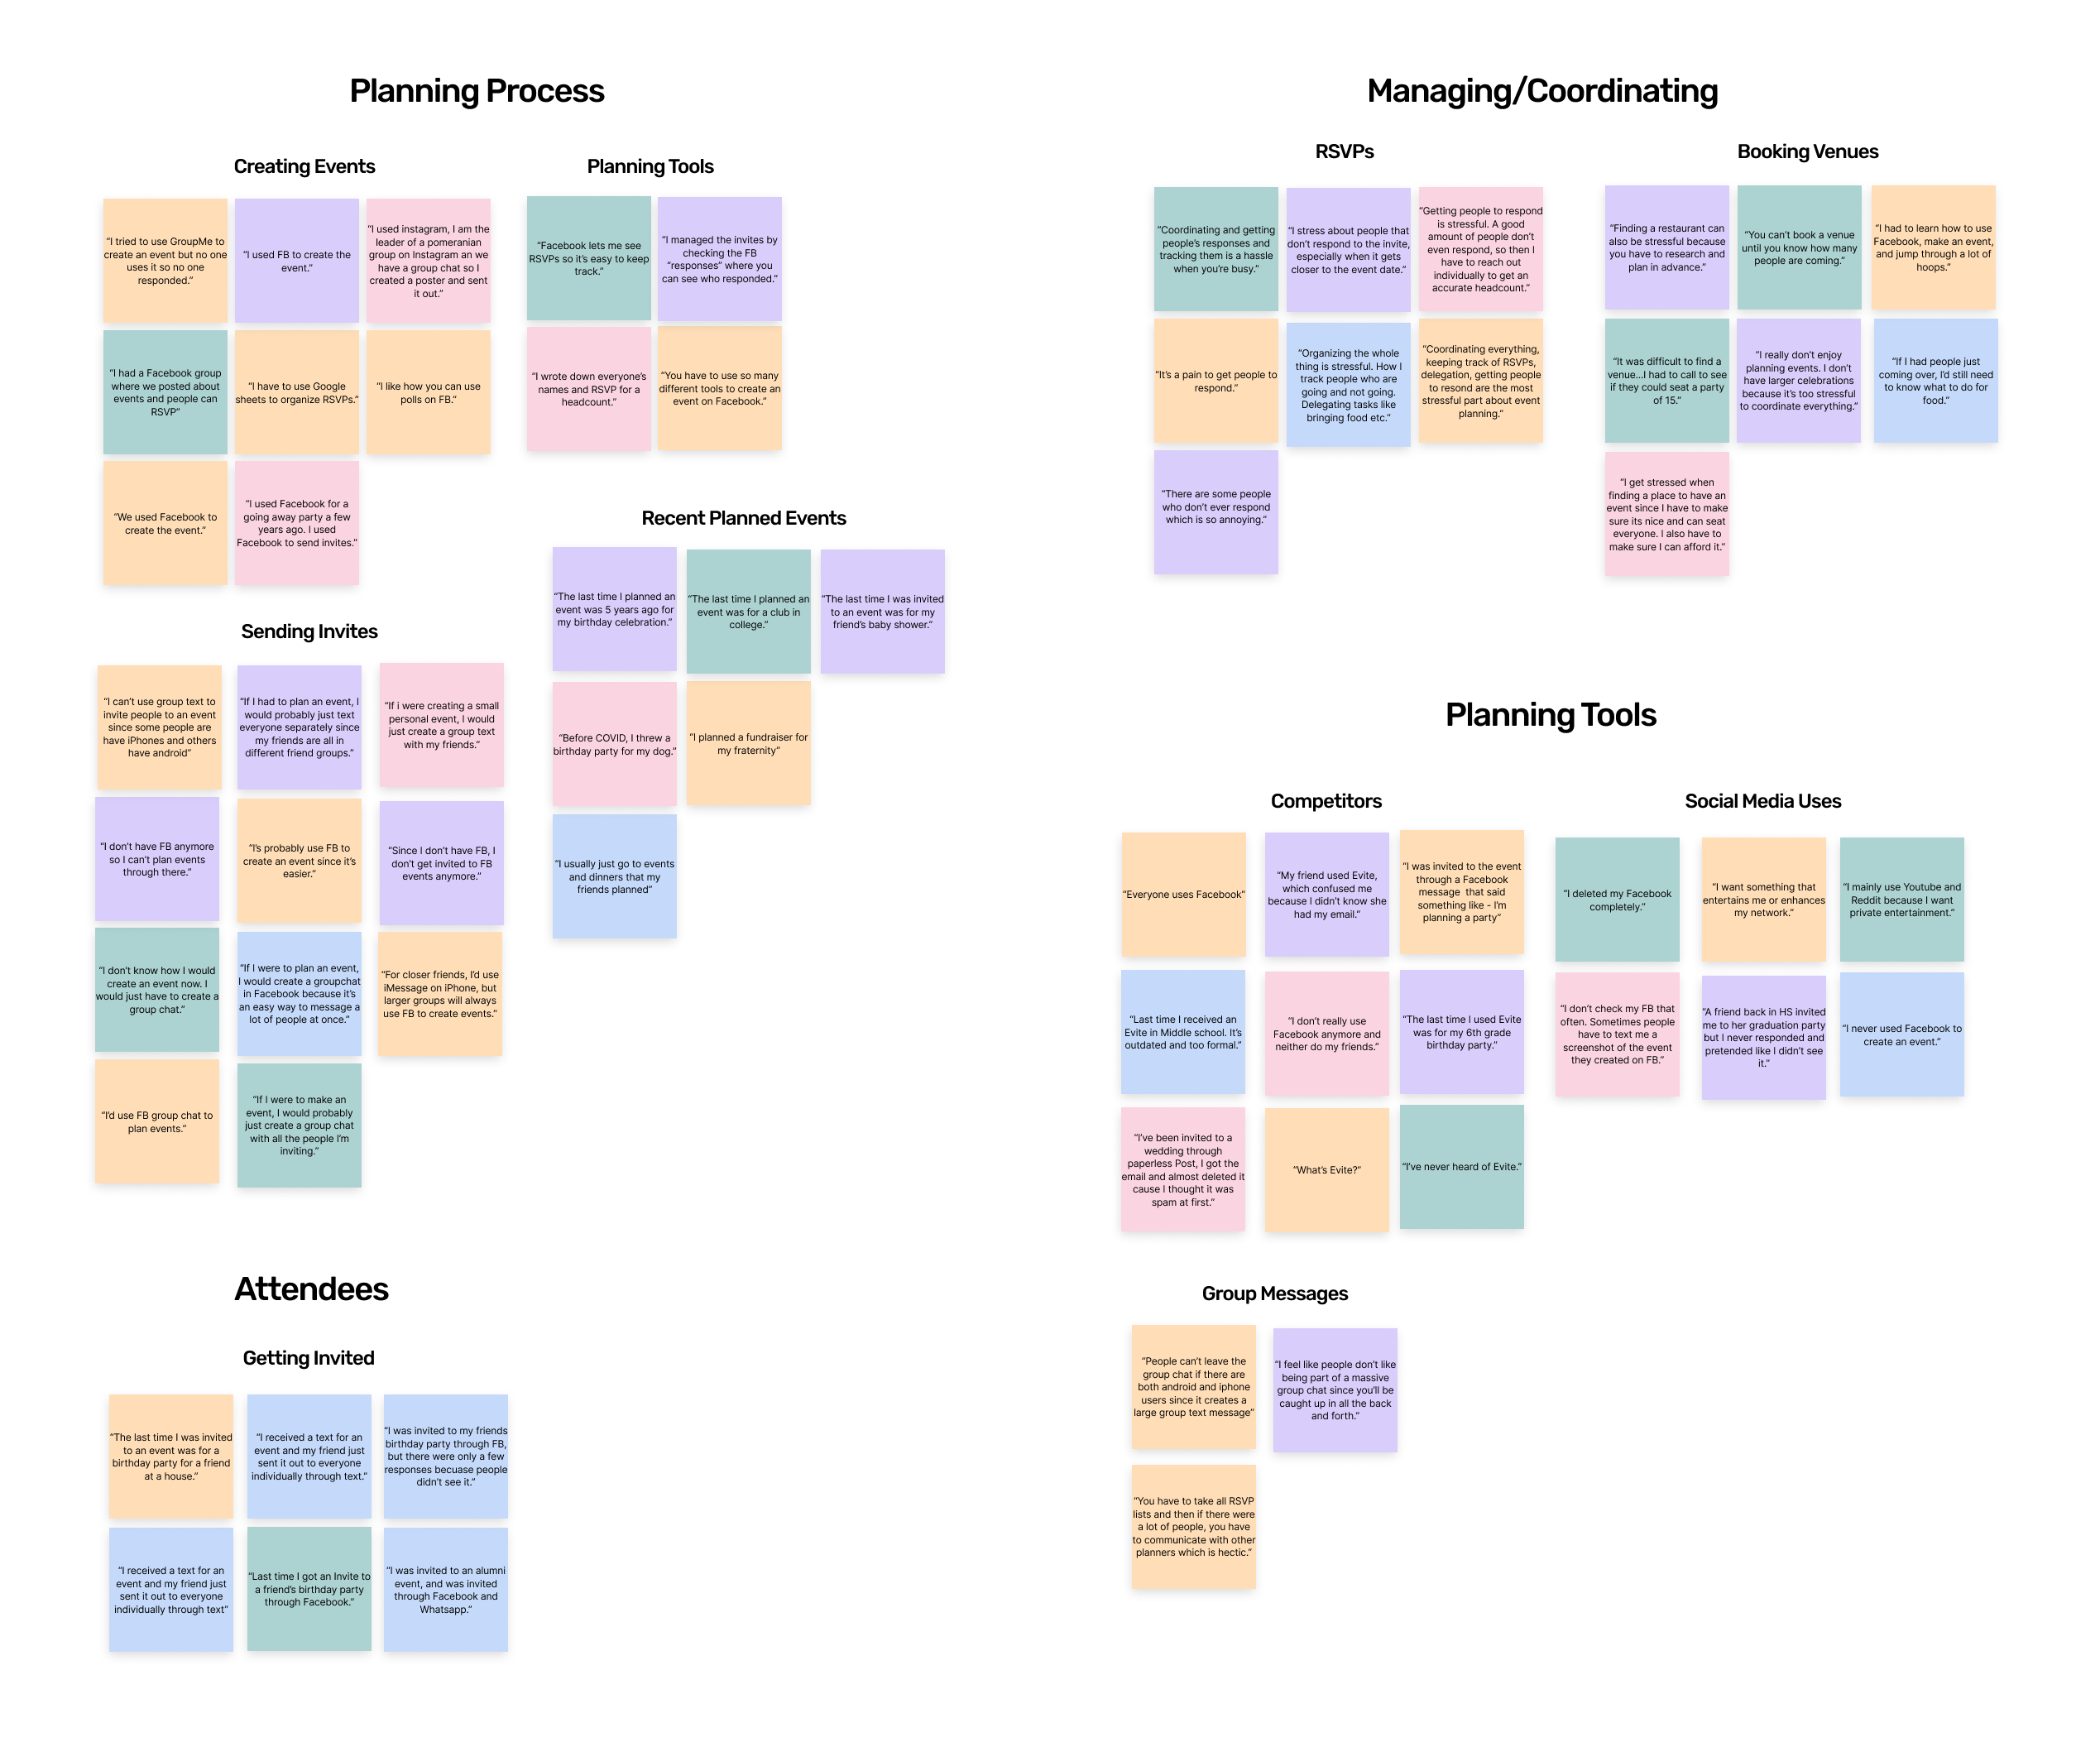 Planning Process
Creating Events
“I tried to use GroupMe to
create an event but no one
uses it so no one
responded.”
“I used FB to create the
event.”
“I used instagram, I am the
leader of a pomeranian
group on Instagram an we
have a group chat so I
created a poster and sent
it out.”
“I had a Facebook group
where we posted about
events and people can
RSVP”
“I have to use Google
sheets to organize RSVPs.”
“I like how you can use
polls on FB.”
“We used Facebook to
create the event.”
“I used Facebook for a
going away party a few
years ago. I used
Facebook to send invites.”
Planning Tools
“Facebook lets me see
RSVPs so it’s easy to keep
track.”
“I managed the invites by
checking the FB
“responses” where you
can see who responded.”
“I wrote down everyone’s
names and RSVP for a
headcount.”
“You have to use so many
different tools to create an
event on Facebook.”
Recent Planned Events
“The last time I planned an
event was 5 years ago for
my birthday celebration.”
“The last time I planned an
event was for a club in
college.”
“The last time I was invited
to an event was for my
friend’s baby shower.”
“Before COVID, I threw a
birthday party for my dog.”
“I planned a fundraiser for
my fraternity”
“I usually just go to events
and dinners that my
friends planned”
Sending Invites
“I can’t use group text to
invite people to an event
since some people are
have iPhones and others
have android”
“If I had to plan an event, I
would probably just text
everyone separately since
my friends are all in
different friend groups.”
“If i were creating a small
personal event, I would
just create a group text
with my friends.”
“I don’t have FB anymore
so I can’t plan events
through there.”
“I’s probably use FB to
create an event since it’s
easier.”
“Since I don’t have FB, I
don’t get invited to FB
events anymore.”
“I don’t know how I would
create an event now. I
would just have to create a
group chat.”
“If I were to plan an event,
I would create a groupchat
in Facebook because it’s
an easy way to message a
lot of people at once.”
“For closer friends, I’d use
iMessage on iPhone, but
larger groups will always
use FB to create events.”
“I’d use FB group chat to
plan events.”
“If I were to make an
event, I would probably
just create a group chat
with all the people I’m
inviting.”
Attendees
Getting Invited
“The last time I was invited
to an event was for a
birthday party for a friend
at a house.”
“I received a text for an
event and my friend just
sent it out to everyone
individually through text.”
“I was invited to my friends
birthday party through FB,
but there were only a few
responses becuase people
didn’t see it.”
“I received a text for an
event and my friend just
sent it out to everyone
individually through text”
“Last time I got an Invite to
a friend’s birthday party
through Facebook.”
“I was invited to an alumni
event, and was invited
through Facebook and
Whatsapp.”
Managing/Coordinating
RSVPs
“Coordinating and getting
people’s responses and
tracking them is a hassle
when you’re busy.”
“I stress about people that
don’t respond to the invite,
especially when it gets
closer to the event date.”
“Getting people to respond
is stressful. A good
amount of people don’t
even respond, so then I
have to reach out
individually to get an
accurate headcount.”
“It’s a pain to get people to
respond.”
“Organizing the whole
thing is stressful. How I
track people who are
going and not going.
Delegating tasks like
bringing food etc.”
“Coordinating everything,
keeping track of RSVPs,
delegation, getting people
to resond are the most
stressful part about event
planning.”
“There are some people
who don’t ever respond
which is so annoying.”
Booking Venues
“Finding a restaurant can
also be stressful because
you have to research and
plan in advance.”
“You can’t book a venue
until you know how many
people are coming.”
“I had to learn how to use
Facebook, make an event,
and jump through a lot of
hoops.”
“It was difficult to find a
venue...I had to call to see
if they could seat a party
of 15.”
“I really don’t enjoy
planning events. I don’t
have larger celebrations
because it’s too stressful
to coordinate everything.”
“If I had people just
coming over, I’d still need
to know what to do for
food.”
“I get stressed when
finding a place to have an
event since I have to make
sure its nice and can seat
everyone. I also have to
make sure I can afford it.”
Planning Tools
Competitors
“Everyone uses Facebook”
“My friend used Evite,
which confused me
because I didn’t know she
had my email.”
“I was invited to the event
through a Facebook
message that said
something like - I’m
planning a party”
“Last time I received an
Evite in Middle school. It’s
outdated and too formal.”
“I don’t really use
Facebook anymore and
neither do my friends.”
“The last time I used Evite
was for my 6th grade
birthday party.”
“I’ve been invited to a
wedding through
paperless Post, I got the
email and almost deleted it
cause I thought it was
spam at first.”
“What’s Evite?”
“I’ve never heard of Evite.”
Social Media Uses
“I deleted my Facebook
completely.”
“I want something that
entertains me or enhances
my network.”
“I mainly use Youtube and
Reddit because I want
private entertainment.”
“I don’t check my FB that
often. Sometimes people
have to text me a
screenshot of the event
they created on FB.”
“A friend back in HS invited
me to her graduation party
but I never responded and
pretended like I didn’t see
it.”
“I never used Facebook to
create an event.”
Group Messages
“People can’t leave the
group chat if there are
both android and iphone
users since it creates a
large group text message”
“I feel like people don’t like
being part of a massive
group chat since you’ll be
caught up in all the back
and forth.”
“You have to take all RSVP
lists and then if there were
a lot of people, you have
to communicate with other
planners which is hectic.”